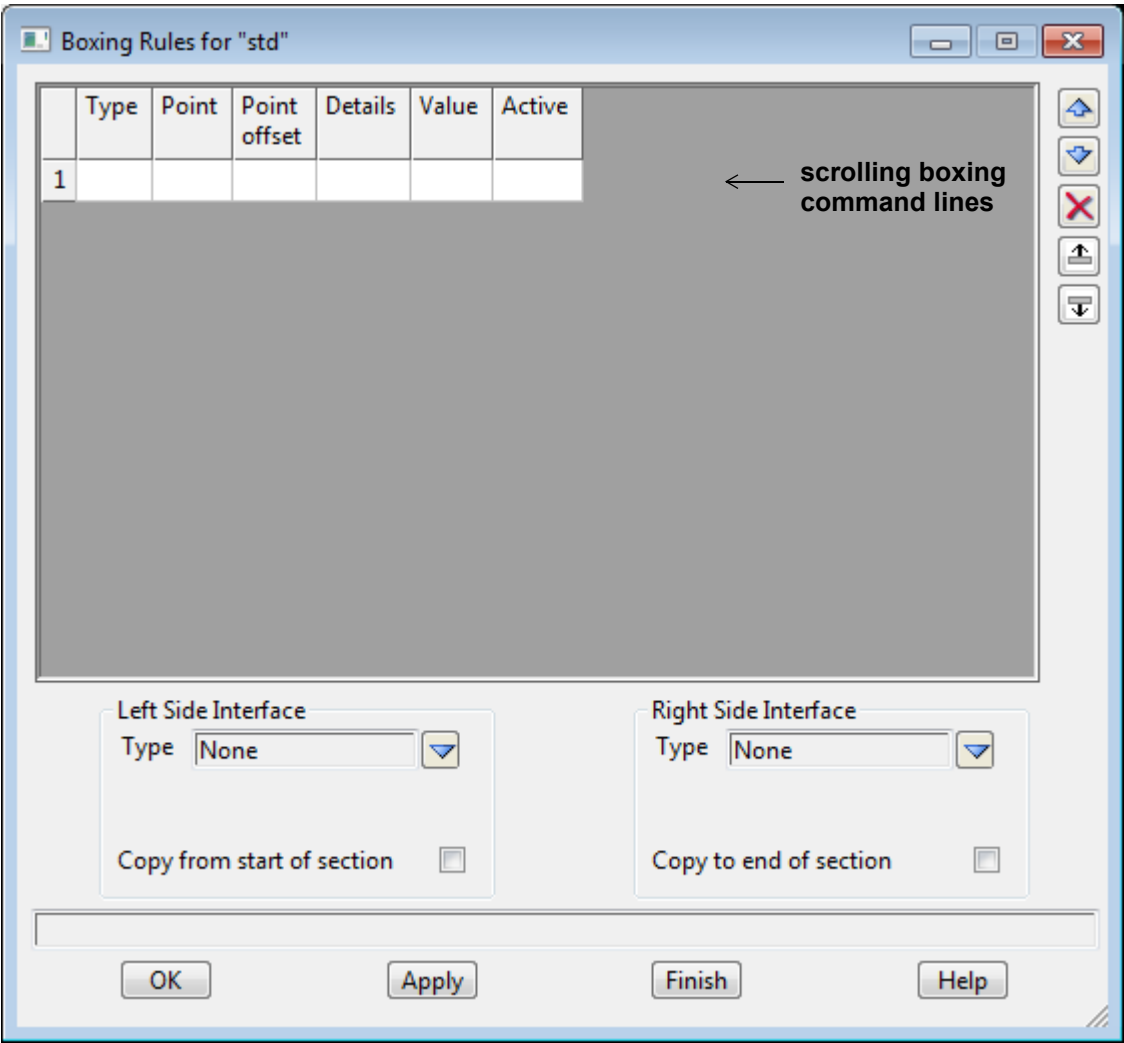 Boxing Rules for "std"
Type Point Point offset Details Value Active
1
scrolling boxing
command lines
Left Side Interface
Type None
Copy from start of section
Right Side Interface
Type None
Copy to end of section
OK Apply Finish Help